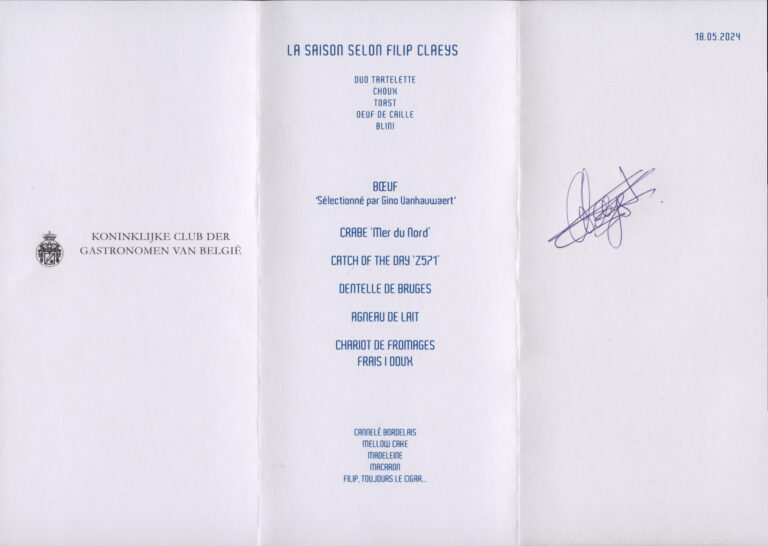 KONINKLIJKE CLUB DER
GASTRONOMEN VAN BELGIË
LA SAISON SELON FILIP CLAEYS
DUO TARTELETTE
CHOUX
TOAST
OEUF DE CAILLE
BLINI
BŒUF
'Sélectionné par Gino Vanhauwaert'
CRABE 'Mer du Nord'
CATCH OF THE DAY 'Z571'
DENTELLE DE BRUGES
AGNEAU DE LAIT
CHARIOT DE FROMAGES
FRAIS I DOUX
CANNELÉ BORDELAIS
MELLOW CAKE
MADELEINE
MACARON
FILIP, TOUJOURS LE CIGAR...
18.05.2024